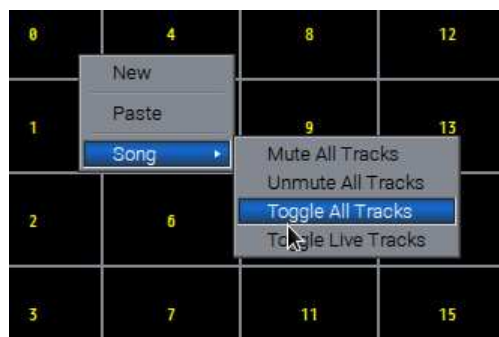 0 4 8 12
New
Paste
1 9 13
Song
Mute All Tracks
Unmute All Tracks
Toggle All Tracks
2 6
Toggle Live Tracks
3 7 11 15